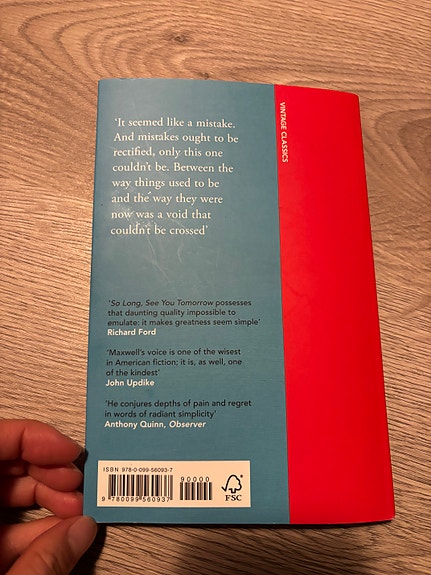 'It seemed like a mistake.
And mistakes ought to be
rectified, only this one
couldn't be. Between the
way things used to be
and the way they were
now was a void that
couldn't be crossed'
'So Long, See You Tomorrow possesses
that daunting quality impossible to
emulate: it makes greatness seem simple'
Richard Ford
'Maxwell's voice is one of the wisest
in American fiction; it is, as well, one
of the kindest'
John Updike
'He conjures depths of pain and regret
in words of radiant simplicity'
Anthony Quinn, Observer
ISBN 978-0-099-56093-7
90000
9 780099 560937
FSC
VINTAGE CLASSICS